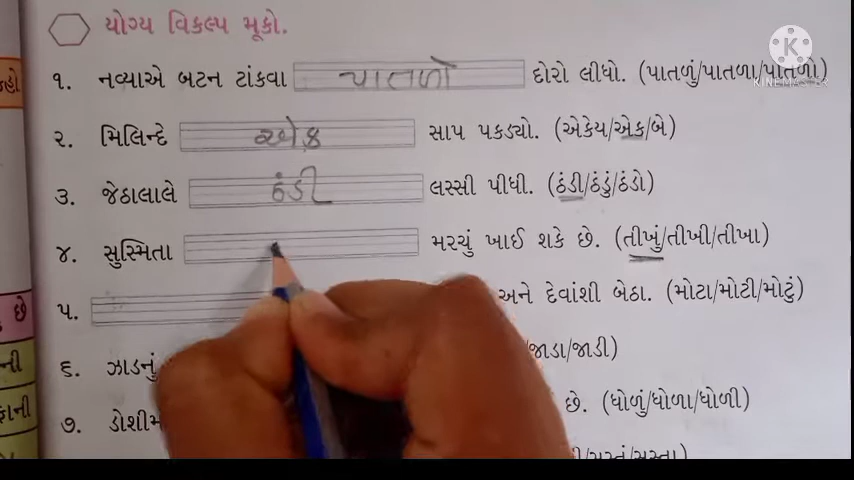 યોગ્ય વિકલ્પ મૂકો.
૧. નવ્યાએ બટન ટાંકવા પાતળો દોરો લીધો. (પાતળું/પાતળા/પાતળો)
૨. મિલિન્દે એક સાપ પકડ્યો. (એકેય/એક/બે)
૩. જેઠાલાલે ઠંડી લસ્સી પીધી. (ઠંડી/ઠંડું/ઠંડો)
૪. સુસ્મિતા મરચું ખાઈ શકે છે. (તીખું/તીખી/તીખા)
૫. અને દેવાંશી બેઠા. (મોટા/મોટી/મોટું)
૬. ઝાડનું /જાડા/જાડી)
૭. છે. (ધોળું/ધોળા/ધોળી)
K
KINEMASTER
છે